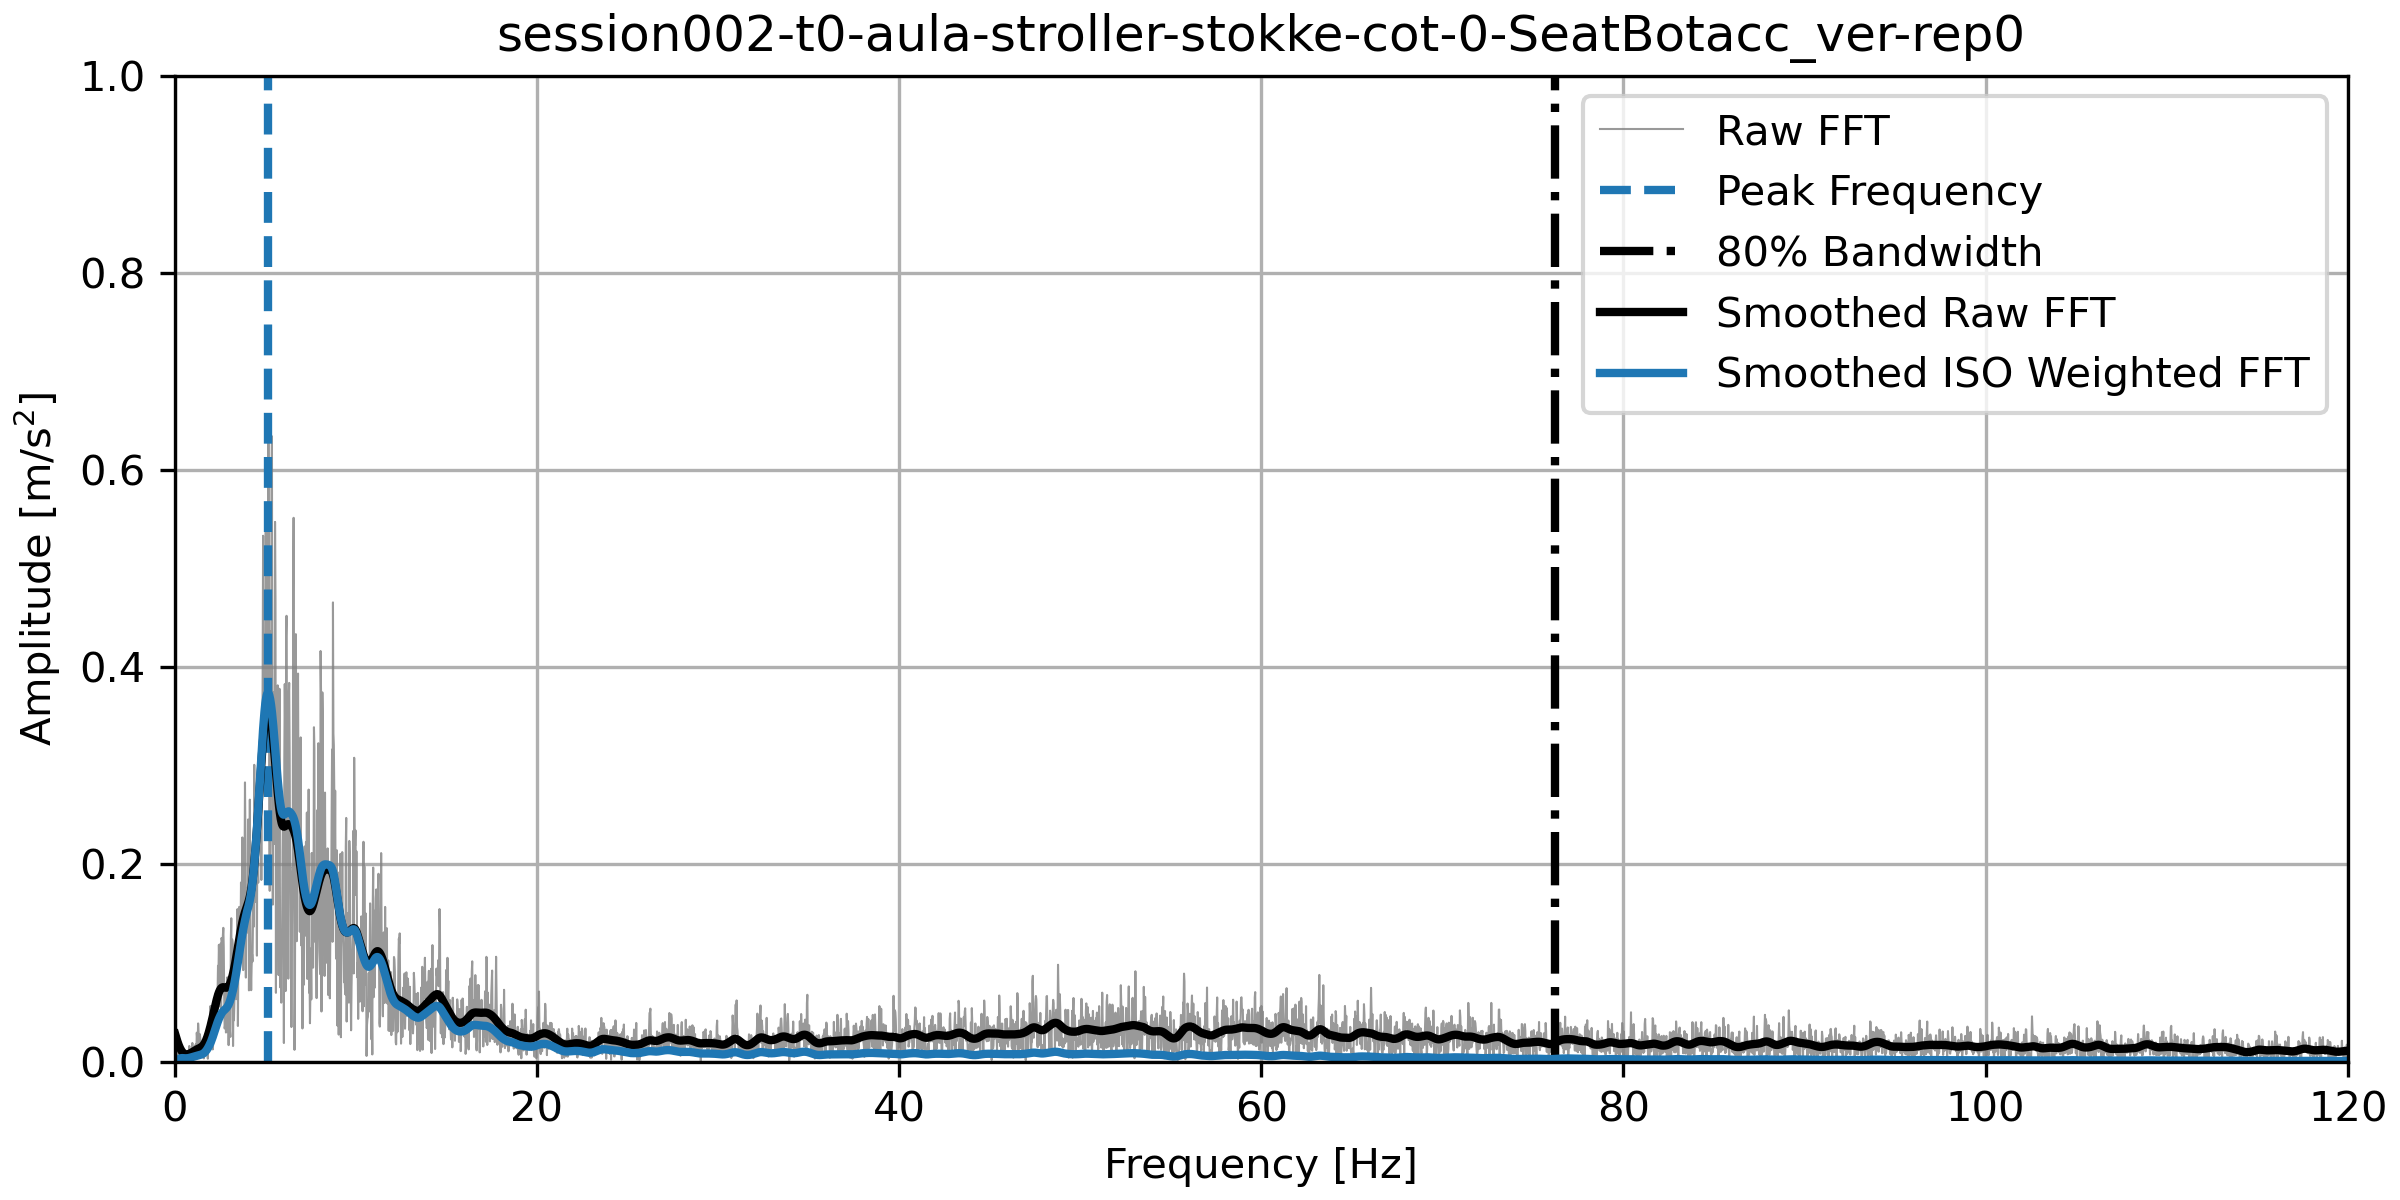 session002-t0-aula-stroller-stokke-cot-0-SeatBotacc_ver-rep0
1.0
0.8
0.6
0.4
0.2
0.0
Amplitude [m/s²]
Raw FFT
Peak Frequency
80% Bandwidth
Smoothed Raw FFT
Smoothed ISO Weighted FFT
0 20 40 60 80 100 120
Frequency [Hz]